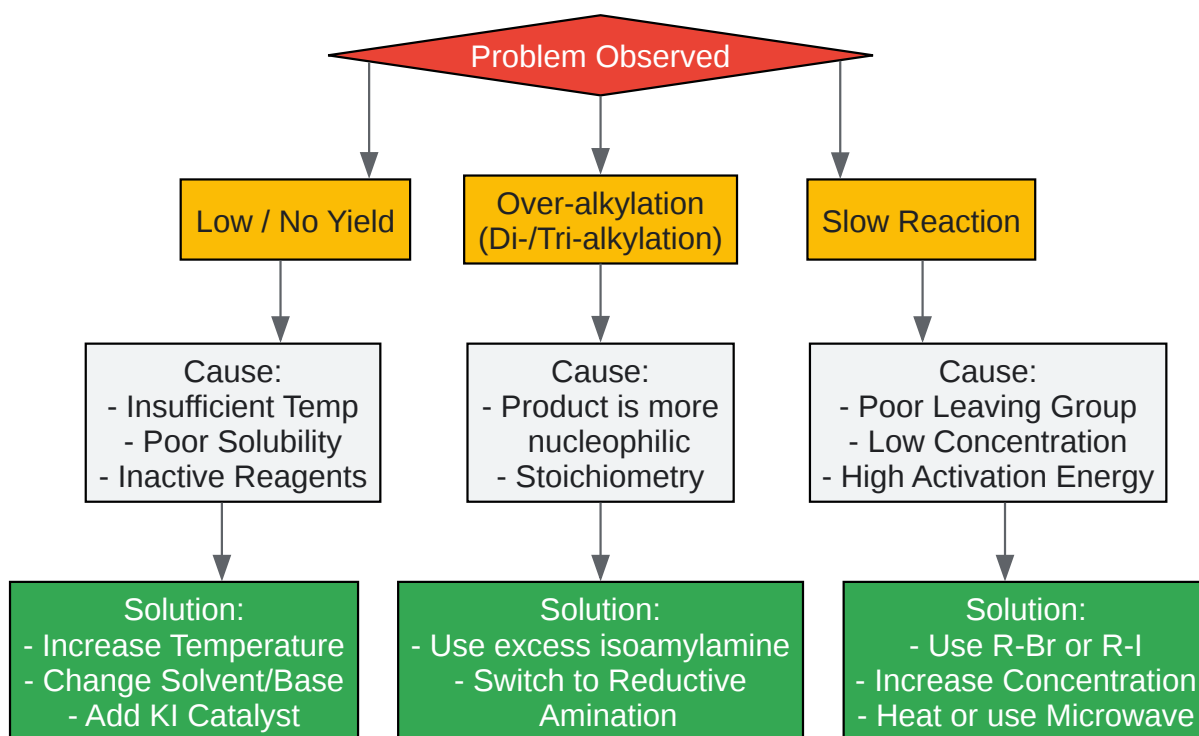 Problem Observed
Low / No Yield
Over-alkylation
(Di-/Tri-alkylation)
Slow Reaction
Cause:
- Insufficient Temp
- Poor Solubility
- Inactive Reagents
Cause:
- Product is more
nucleophilic
- Stoichiometry
Cause:
- Poor Leaving Group
- Low Concentration
- High Activation Energy
Solution:
- Increase Temperature
- Change Solvent/Base
- Add KI Catalyst
Solution:
- Use excess isoamylamine
- Switch to Reductive
Amination
Solution:
- Use R-Br or R-I
- Increase Concentration
- Heat or use Microwave